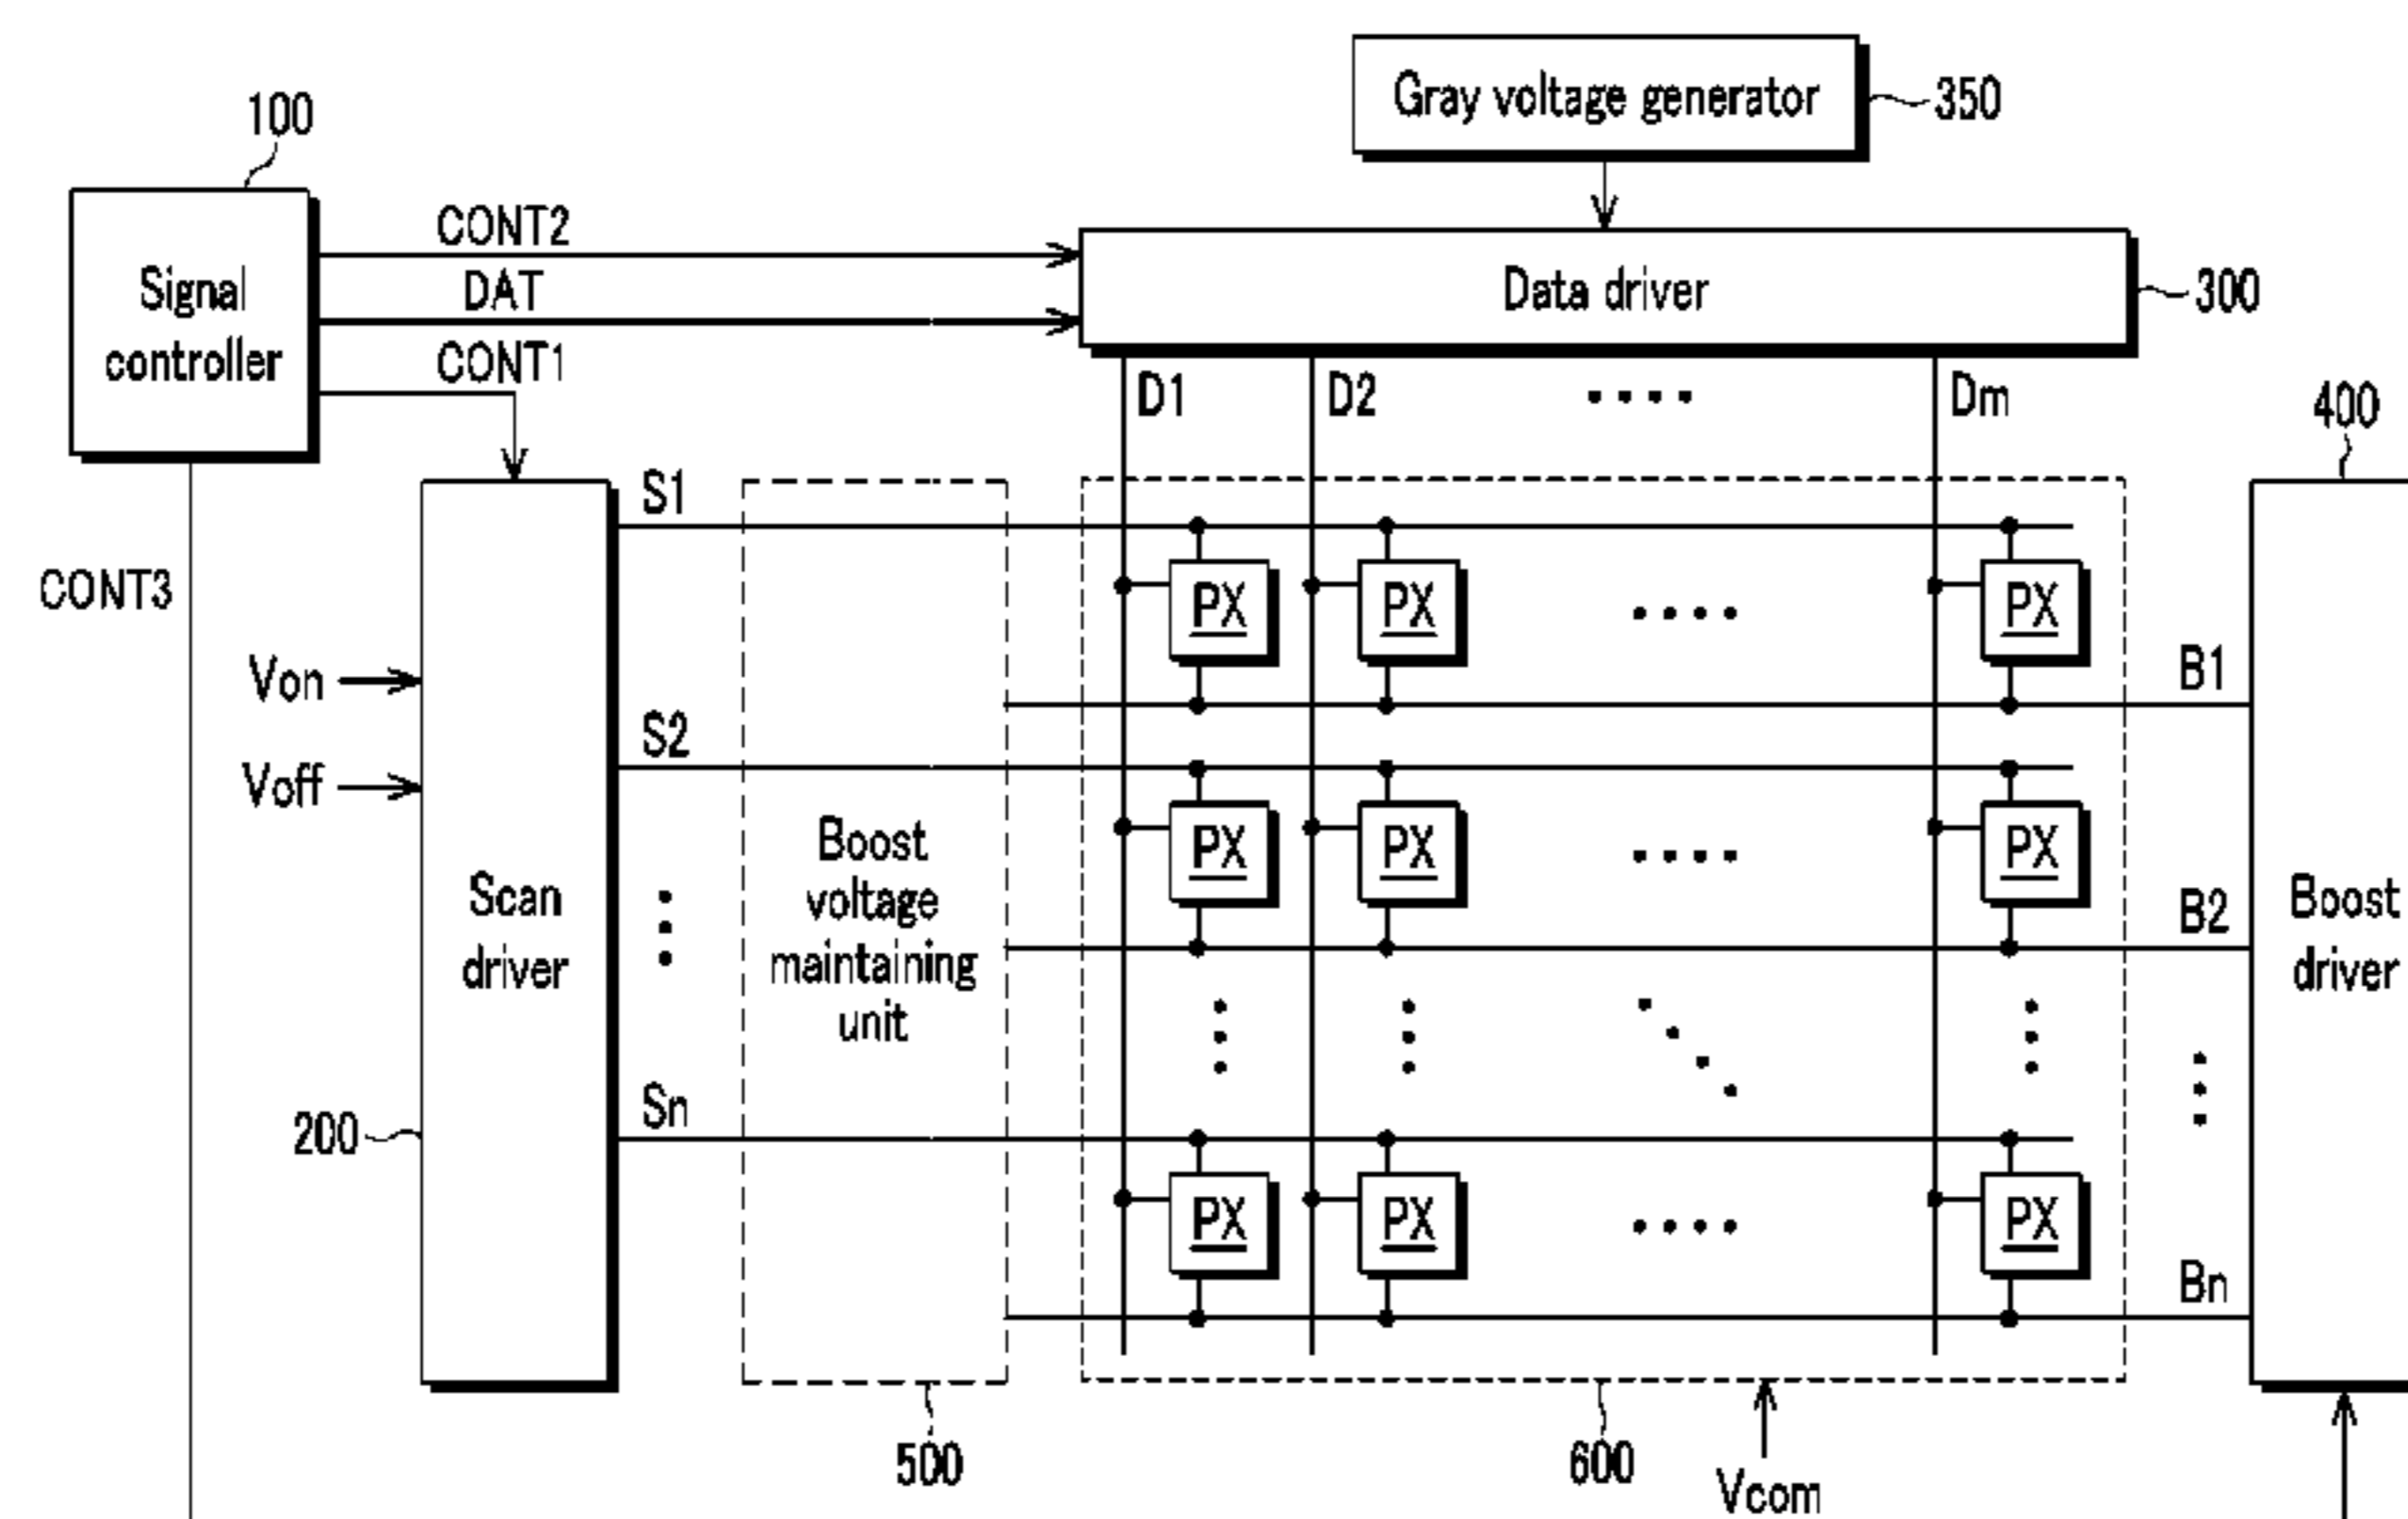 Gray voltage generator
350
100
CONT2
Signal
controller
DAT
Data driver
300
CONT1
D1
D2
Dm
400
S1
CONT3
PX
PX
PX
Von
B1
S2
Voff
PX
PX
PX
Boost
voltage
maintaining
unit
Scan
driver
B2
Boost
driver
Sn
200
PX
PX
PX
Bn
500
600
Vcom